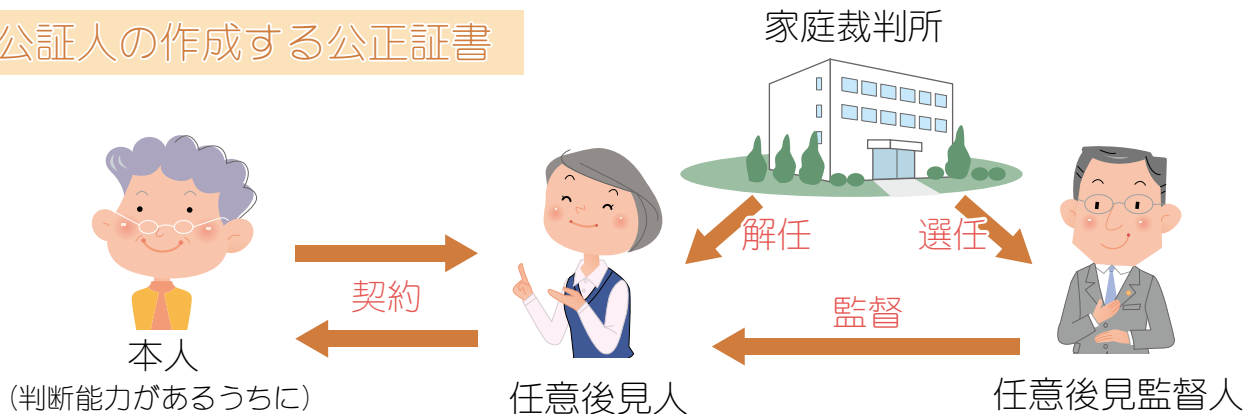 公証人の作成する公正証書
家庭裁判所
解任
選任
契約
監督
本人
（判断能力があるうちに）
任意後見人
任意後見監督人